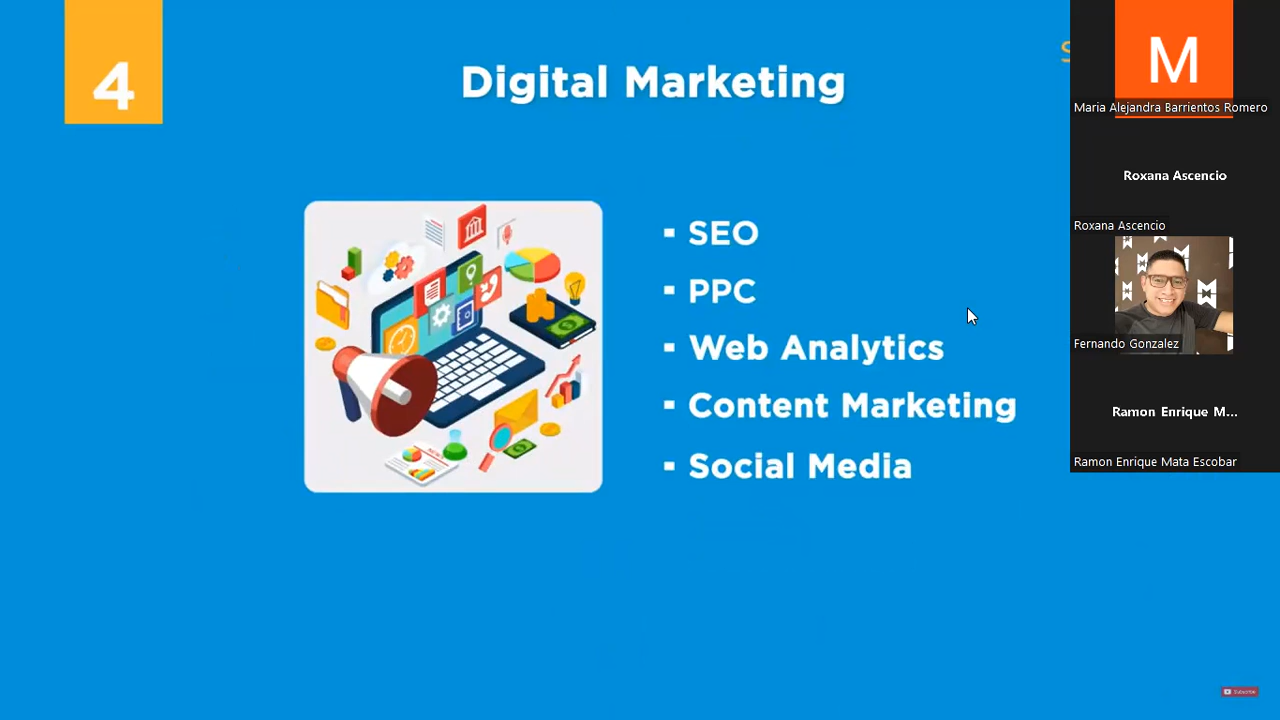 4
Digital Marketing
S
▪ SEO
▪ PPC
▪ Web Analytics
▪ Content Marketing
▪ Social Media
M
Maria Alejandra Barrientos Romero
Roxana Ascencio
Roxana Ascencio
Fernando Gonzalez
Ramon Enrique M...
Ramon Enrique Mata Escobar
Subscribe